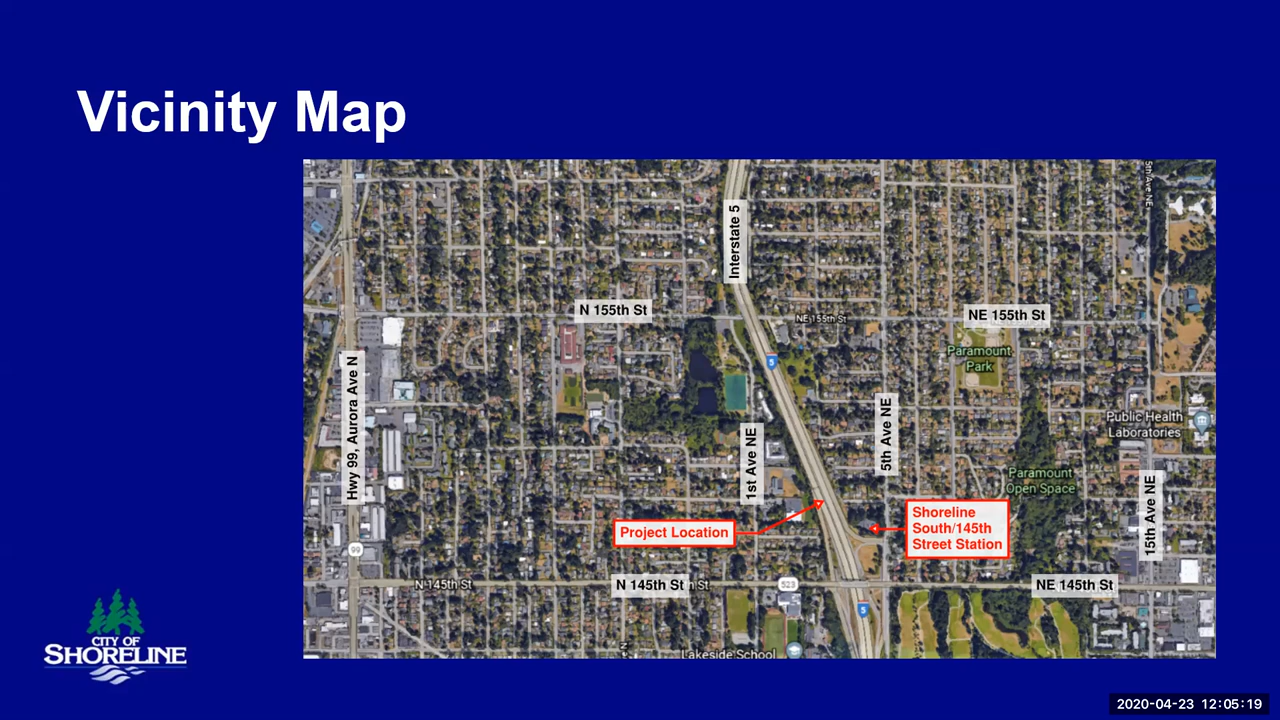 Vicinity Map
5th Ave NE
Interstate 5
N 155th St
NE 155th St
NE 155th St
Paramount
Park
5
Hwy 99, Aurora Ave N
5th Ave NE
Public Health
Laboratories
1st Ave NE
Paramount
Open Space
15th Ave NE
Project Location
Shoreline
South/145th
Street Station
99
N 145th St
N 145th St
523
NE 145th St
5
Lakeside School
CITY OF
SHORELINE
2020-04-23 12:05:19